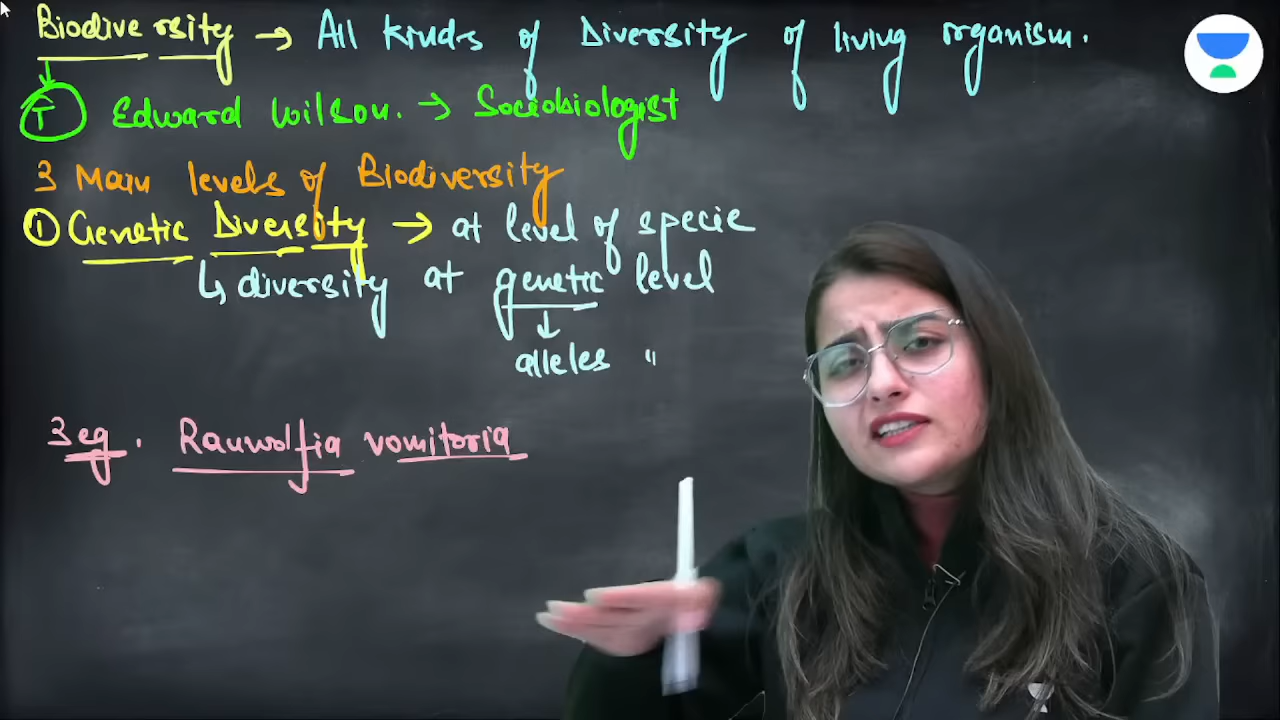 Biodiversity → All kinds of Diversity of living organism.
↓
T Edward Wilson. → Sociobiologist
3 Main levels of Biodiversity
① Genetic Diversity → at level of specie
↳ diversity at genetic level
↓
alleles "
3 eg. Rauwolfia vomitoria